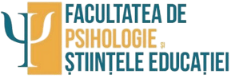 FACULTATEA DE
PSIHOLOGIE și
ȘTIINȚELE EDUCAȚIEI